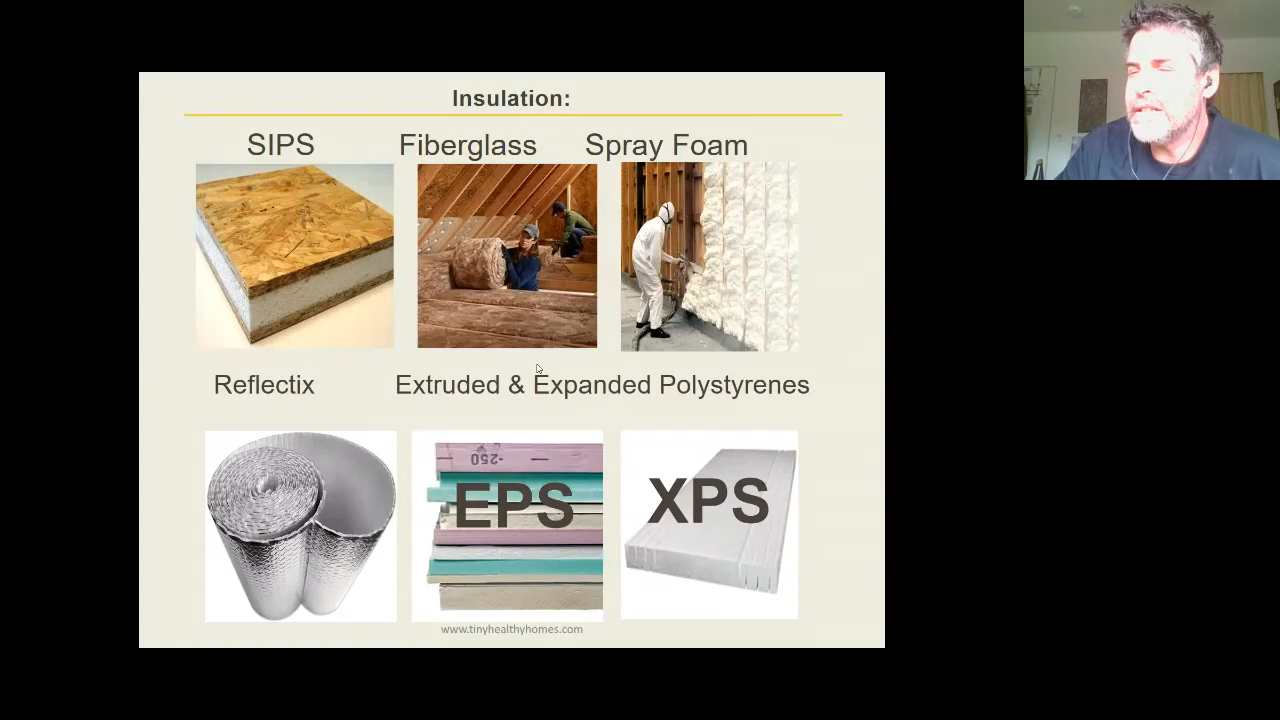 Insulation:
SIPS Fiberglass Spray Foam
Reflectix Extruded & Expanded Polystyrenes
-250
EPS XPS
www.tinyhealthyhomes.com